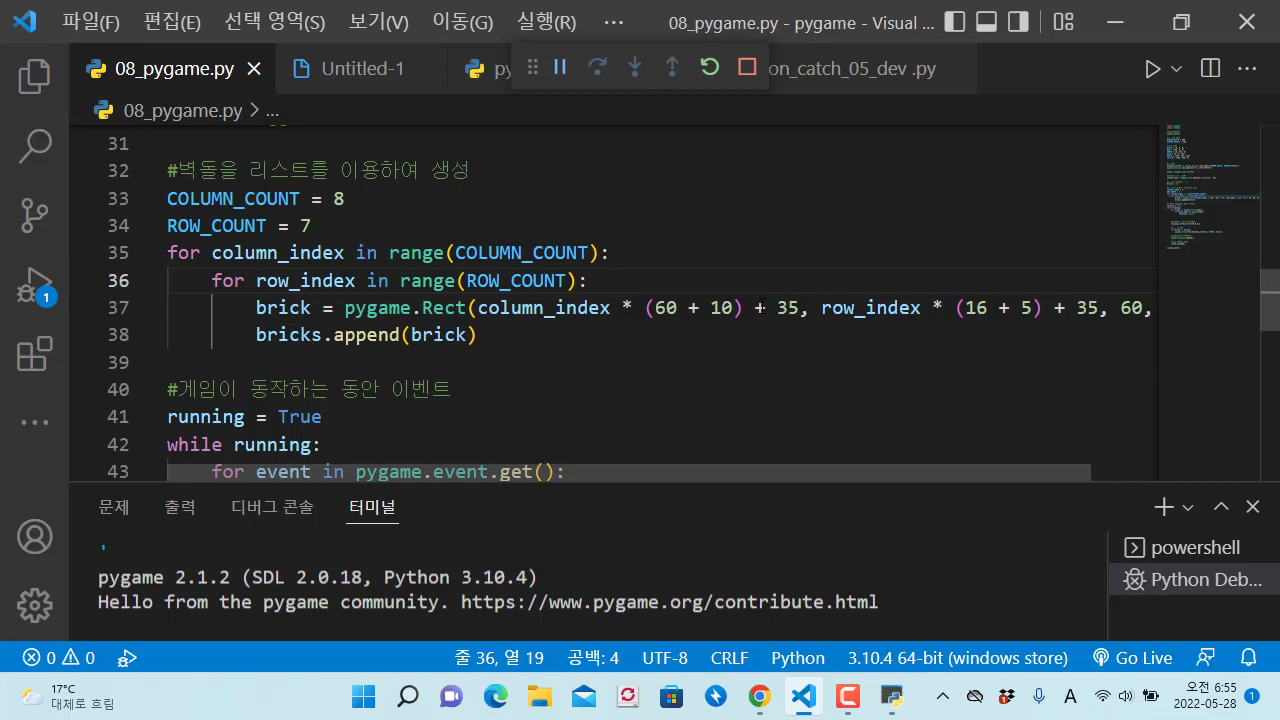 파일(F) 편집(E) 선택 영역(S) 보기(V) 이동(G) 실행(R) ··· 08_pygame.py - pygame - Visual ...
08_pygame.py Untitled-1 py on_catch_05_dev .py
08_pygame.py > ...
31
32 #벽돌을 리스트를 이용하여 생성
33 COLUMN_COUNT = 8
34 ROW_COUNT = 7
35 for column_index in range(COLUMN_COUNT):
36 for row_index in range(ROW_COUNT):
37 brick = pygame.Rect(column_index * (60 + 10) + 35, row_index * (16 + 5) + 35, 60,
38 bricks.append(brick)
39
40 #게임이 동작하는 동안 이벤트
41 running = True
42 while running:
43 for event in pygame.event.get():
1
문제 출력 디버그 콘솔 터미널
'
pygame 2.1.2 (SDL 2.0.18, Python 3.10.4)
Hello from the pygame community. https://www.pygame.org/contribute.html
powershell
Python Deb...
0 0 줄 36, 열 19 공백: 4 UTF-8 CRLF Python 3.10.4 64-bit (windows store) Go Live
17°C
대체로 흐림
A
오전 6:55
2022-05-28
1